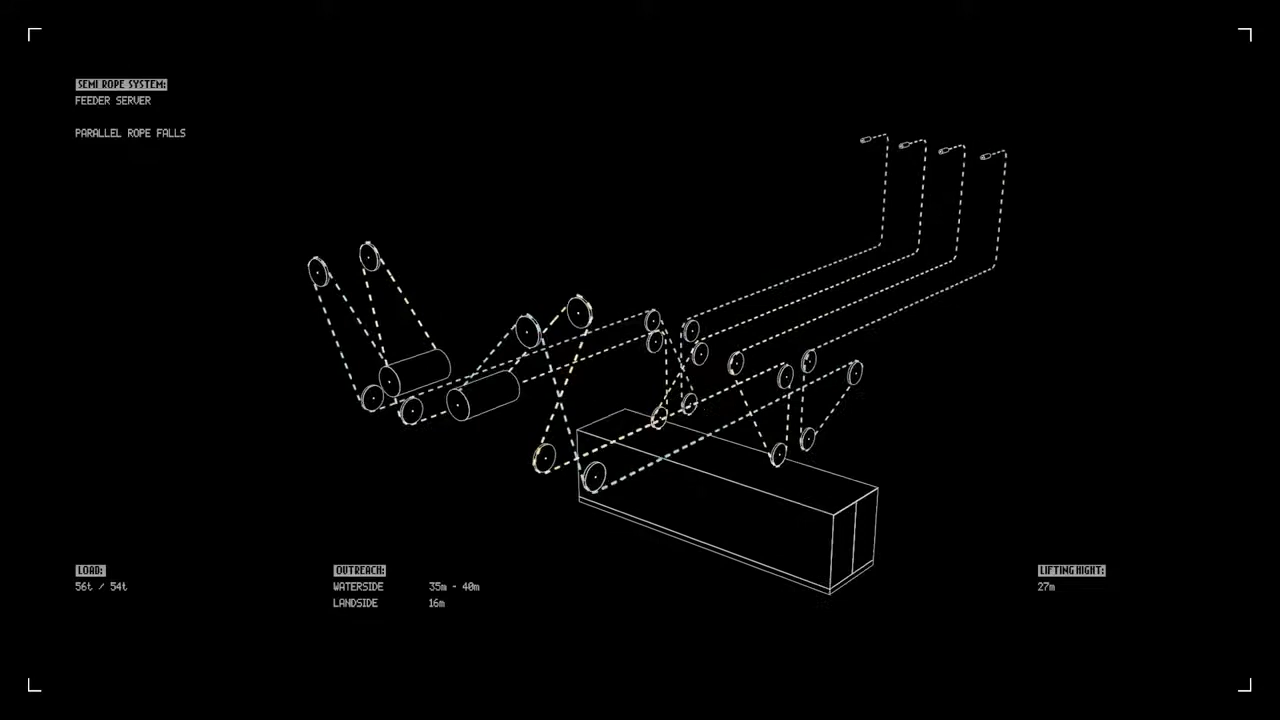 SEMI ROPE SYSTEM:
FEEDER SERVER
PARALLEL ROPE FALLS
LOAD:
56t / 54t
OUTREACH:
WATERSIDE 35m - 40m
LANDSIDE 16m
LIFTING HIGHT:
27m